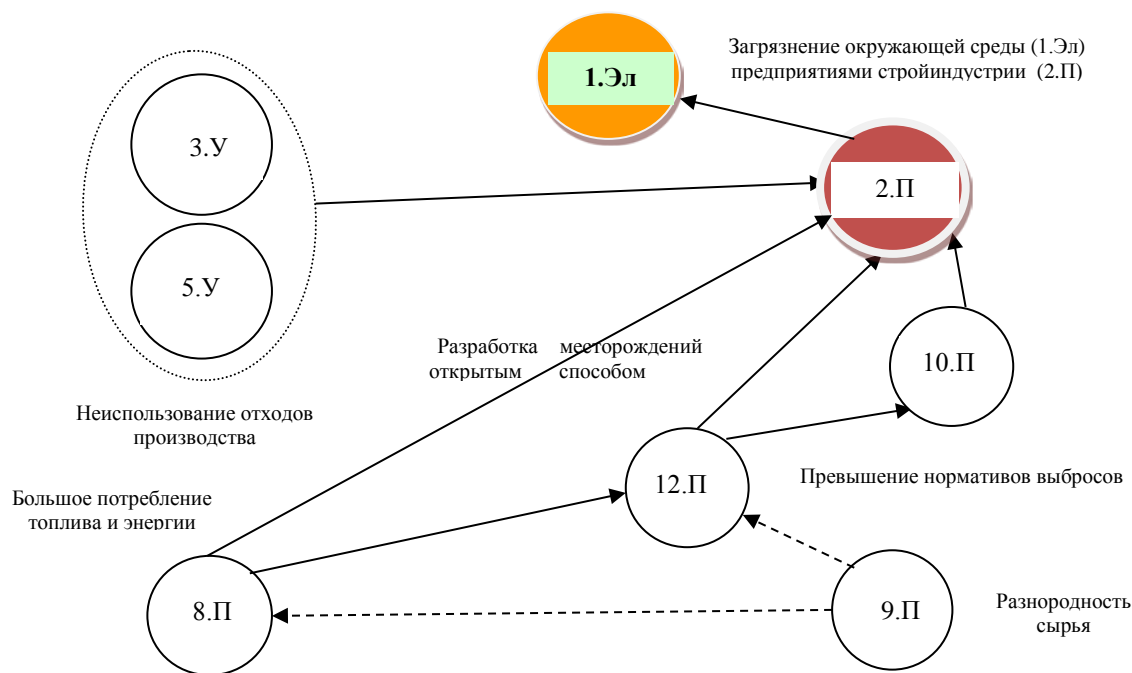 Загрязнение окружающей среды (1.Эл)
предприятиями стройиндустрии (2.П)
1.Эл
3.У
2.П
5.У
Разработка месторождений
открытым способом
10.П
Неиспользование отходов
производства
12.П
Превышение нормативов выбросов
Большое потребление
топлива и энергии
8.П
9.П
Разнородность
сырья